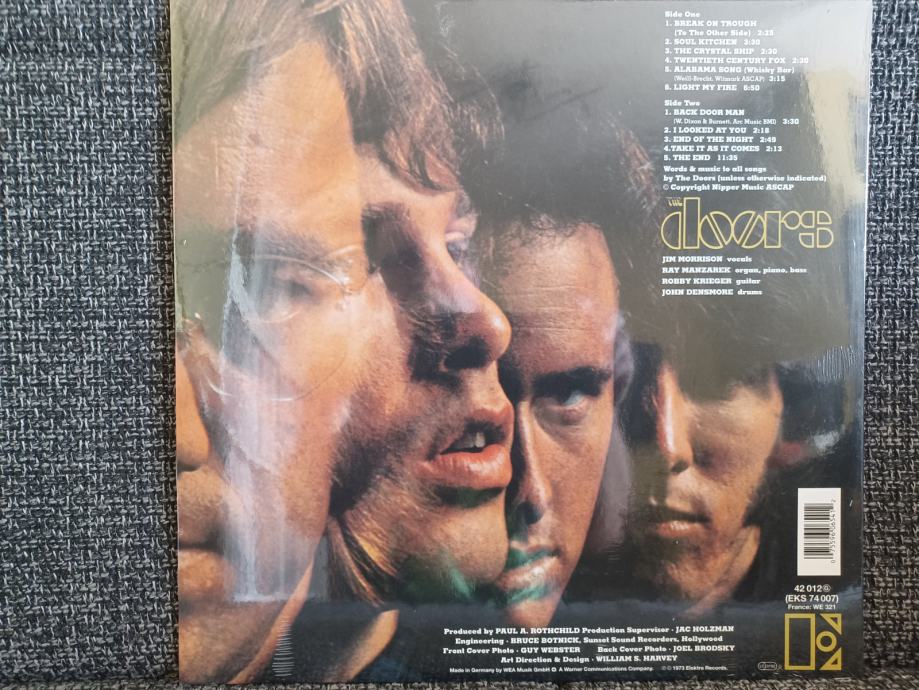 Side One
1. BREAK ON TROUGH
(To The Other Side) 2:25
2. SOUL KITCHEN 3:30
3. THE CRYSTAL SHIP 2:30
4. TWENTIETH CENTURY FOX 2:30
5. ALABAMA SONG (Whisky Bar)
(Weill-Brecht, Witmark ASCAP) 3:15
6. LIGHT MY FIRE 6:50
Side Two
1. BACK DOOR MAN
(W. Dixon & Burnett, Arc Music BMI) 3:30
2. I LOOKED AT YOU 2:18
3. END OF THE NIGHT 2:49
4. TAKE IT AS IT COMES 2:13
5. THE END 11:35
Words & music to all songs
by The Doors (unless otherwise indicated)
© Copyright Nipper Music ASCAP
THE
doors
JIM MORRISON vocals
RAY MANZAREK organ, piano, bass
ROBBY KRIEGER guitar
JOHN DENSMORE drums
42 012
(EKS 74 007)
France: WE 321
Produced by PAUL A. ROTHCHILD Production Supervisor · JAC HOLZMAN
Engineering · BRUCE BOTNICK, Sunset Sound Recorders, Hollywood
Front Cover Photo · GUY WEBSTER Back Cover Photo · JOEL BRODSKY
Art Direction & Design · WILLIAM S. HARVEY
Made in Germany by WEA Musik GmbH A Warner Communications Company. 1973 Elektra Records.